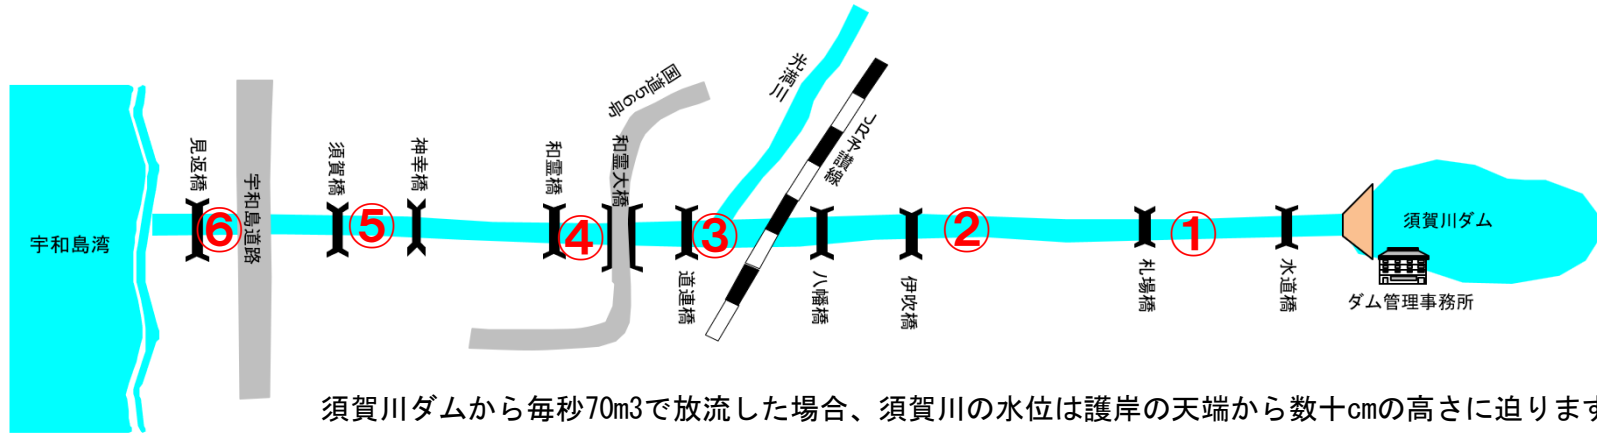 光満川
国道56号
JR予讃線
見返橋
宇和島道路
須賀橋
神幸橋
和霊橋
和霊大橋
道連橋
八幡橋
伊吹橋
札場橋
水道橋
⑥
⑤
④
③
②
①
宇和島湾
須賀川ダム
ダム管理事務所
須賀川ダムから毎秒70m3で放流した場合、須賀川の水位は護岸の天端から数十cmの高さに迫ります